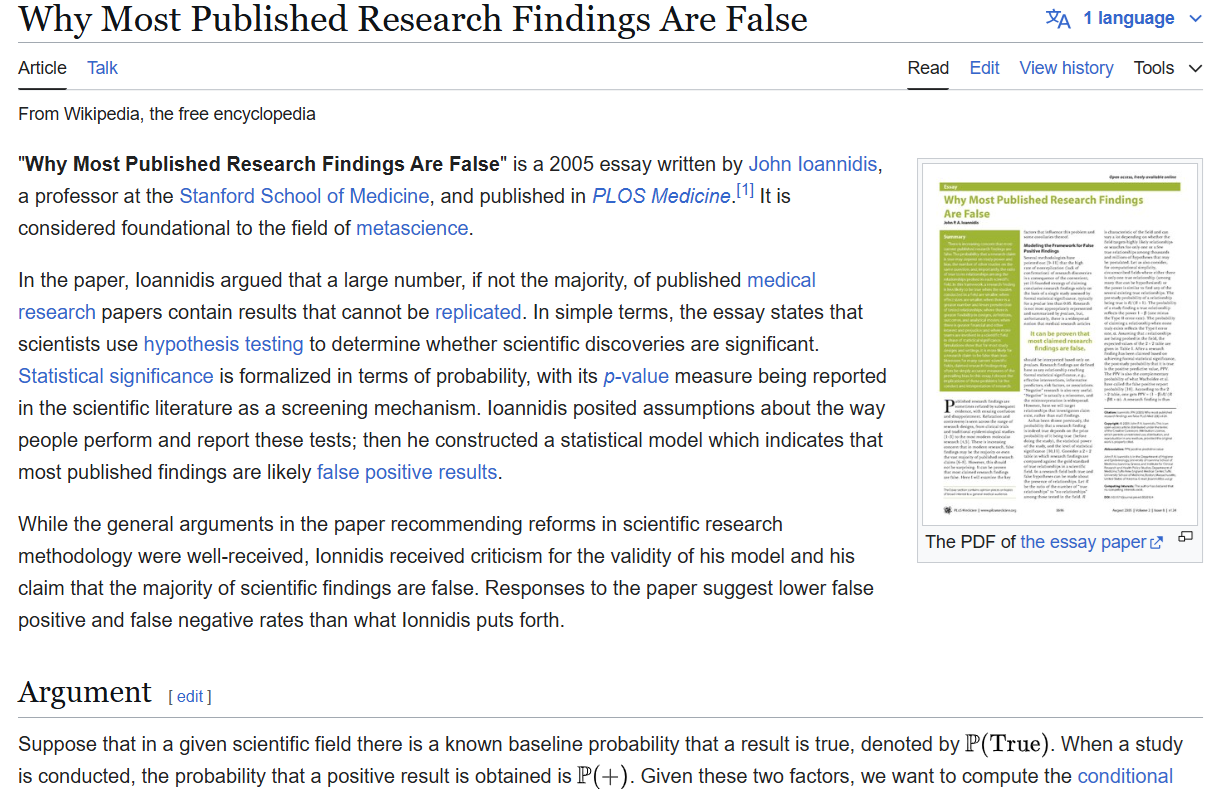 Why Most Published Research Findings Are False
1 language
Article Talk
Read Edit View history Tools
From Wikipedia, the free encyclopedia
"Why Most Published Research Findings Are False" is a 2005 essay written by John Ioannidis,
a professor at the Stanford School of Medicine, and published in PLOS Medicine.[1] It is
considered foundational to the field of metascience.
In the paper, Ioannidis argued that a large number, if not the majority, of published medical
research papers contain results that cannot be replicated. In simple terms, the essay states that
scientists use hypothesis testing to determine whether scientific discoveries are significant.
Statistical significance is formalized in terms of probability, with its p-value measure being reported
in the scientific literature as a screening mechanism. Ioannidis posited assumptions about the way
people perform and report these tests; then he constructed a statistical model which indicates that
most published findings are likely false positive results.
While the general arguments in the paper recommending reforms in scientific research
methodology were well-received, Ionnidis received criticism for the validity of his model and his
claim that the majority of scientific findings are false. Responses to the paper suggest lower false
positive and false negative rates than what Ionnidis puts forth.
Open access, freely available online
Essay
Why Most Published Research Findings
Are False
John P. A. Ioannidis
Summary
Modeling the Framework for False
Positive Findings
It can be proven that
most claimed research
findings are false.
The PDF of the essay paper
Argument [ edit ]
Suppose that in a given scientific field there is a known baseline probability that a result is true, denoted by ℙ(True). When a study
is conducted, the probability that a positive result is obtained is ℙ(+). Given these two factors, we want to compute the conditional